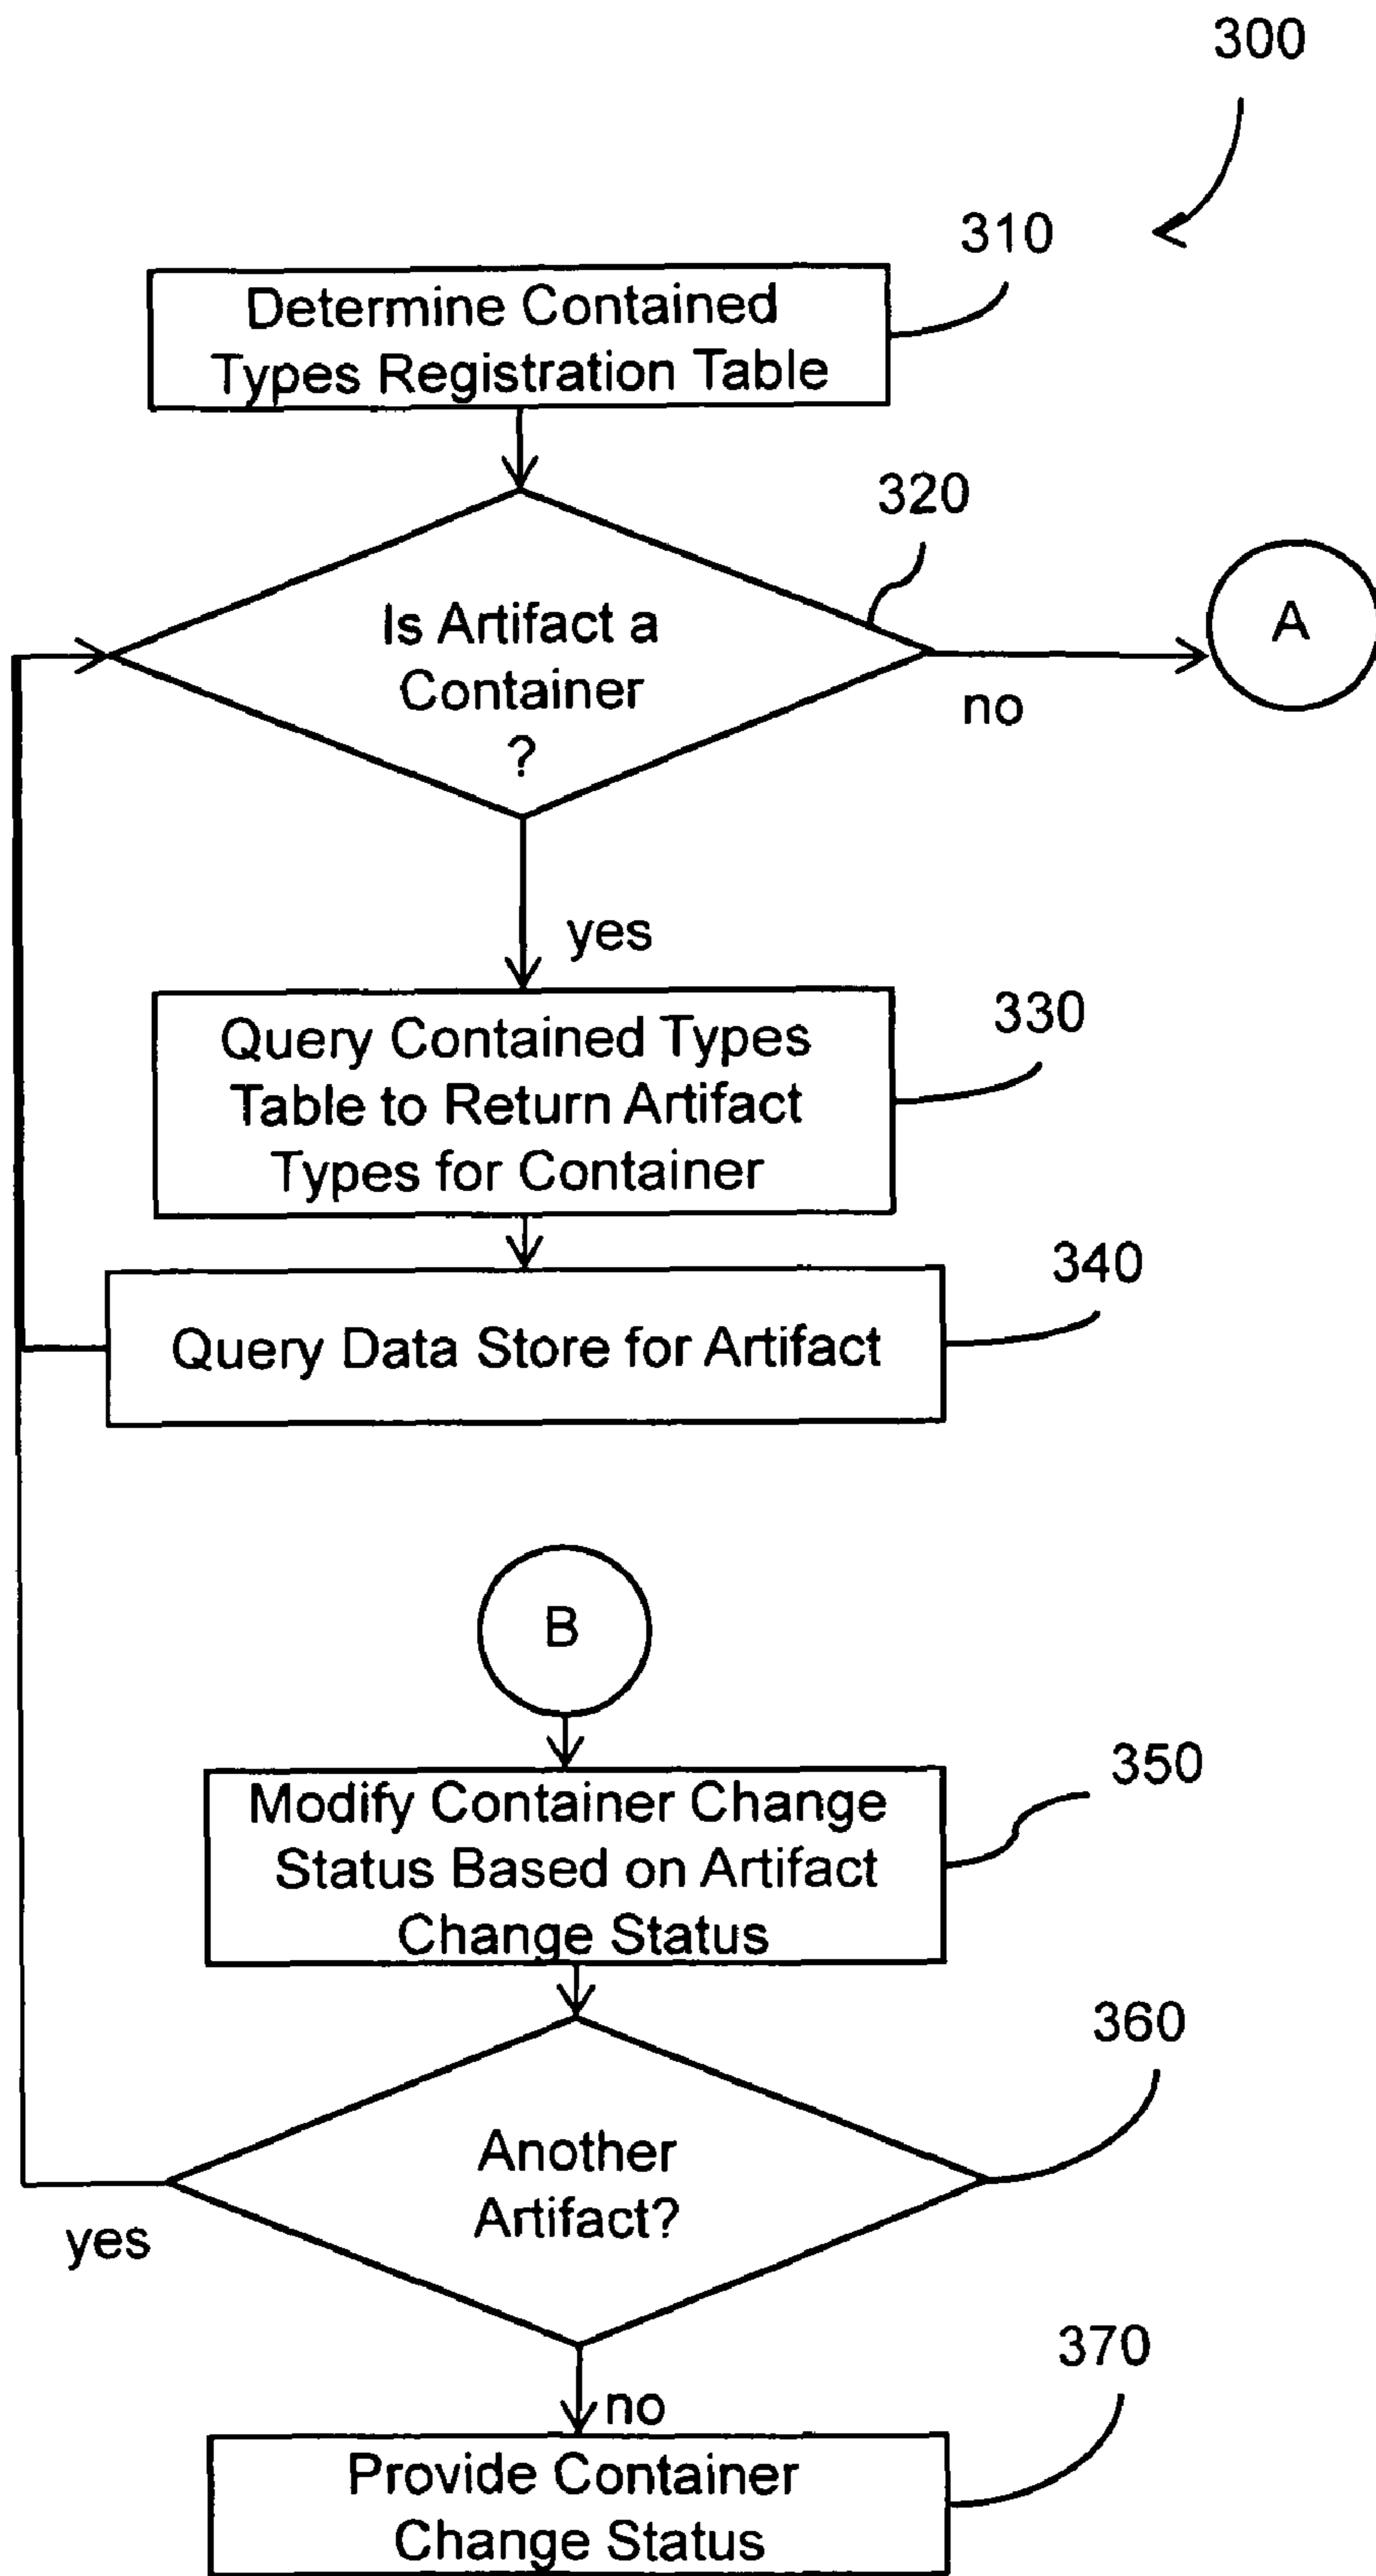 300
310
Determine Contained
Types Registration Table
320
Is Artifact a
Container
?
A
no
yes
330
Query Contained Types
Table to Return Artifact
Types for Container
340
Query Data Store for Artifact
B
350
Modify Container Change
Status Based on Artifact
Change Status
360
Another
Artifact?
yes
370
no
Provide Container
Change Status